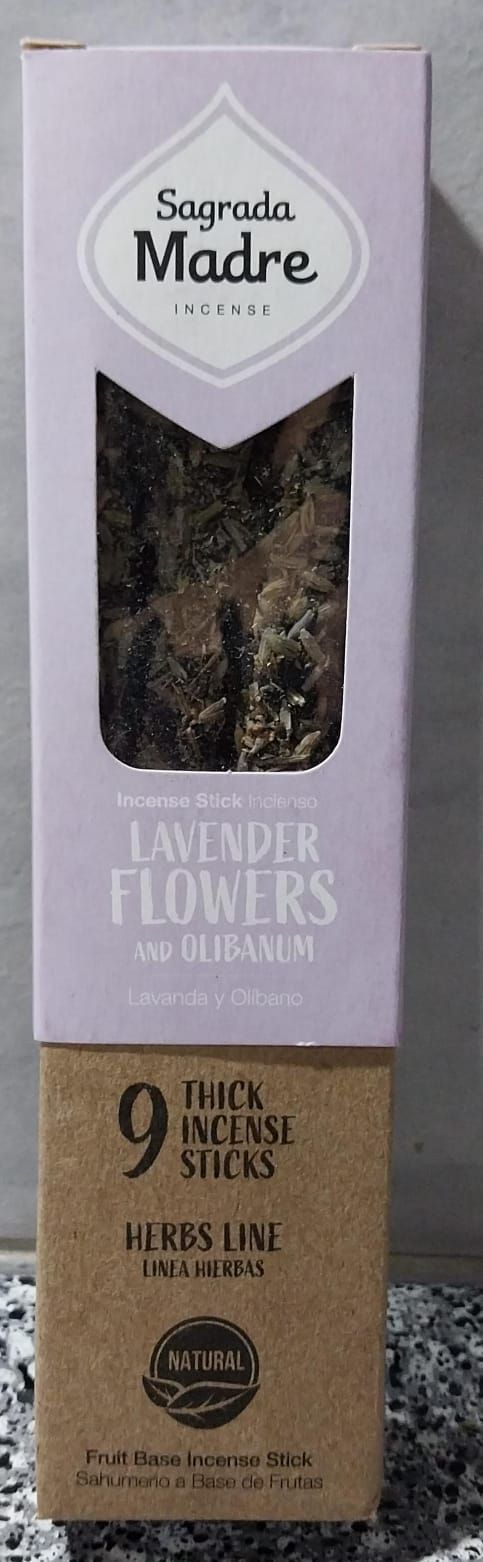 Sagrada
Madre
INCENSE
Incense Stick Incienso
LAVENDER
FLOWERS
AND OLIBANUM
Lavanda y Olíbano
9 THICK
INCENSE
STICKS
HERBS LINE
LINEA HIERBAS
NATURAL
Fruit Base Incense Stick
Sahumerio a Base de Frutas